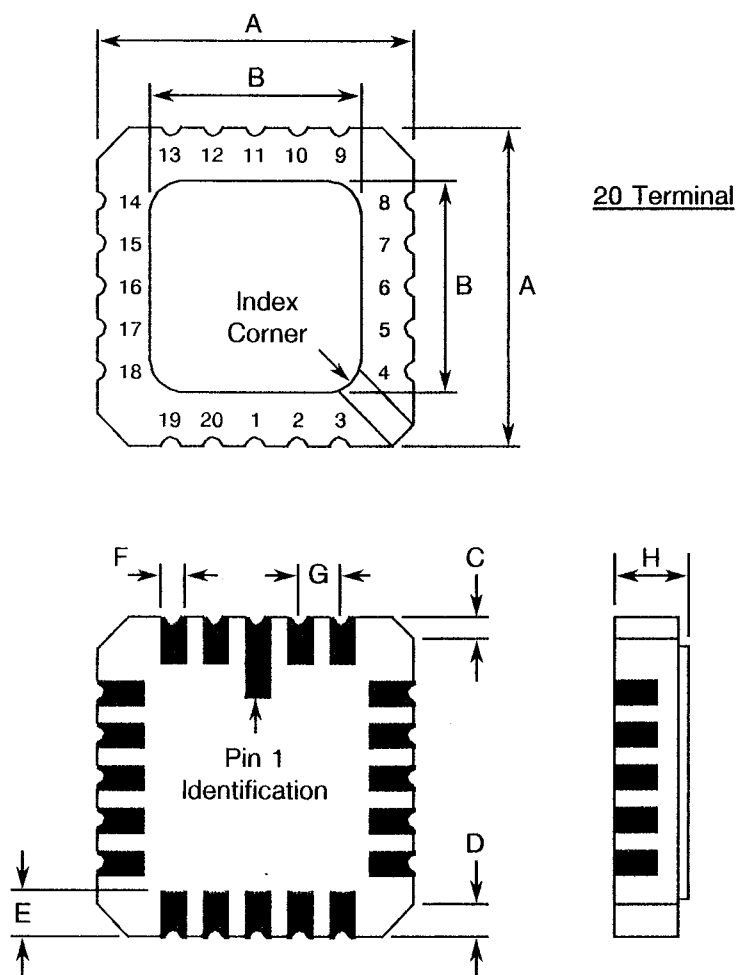 A
B
13 12 11 10 9
14 8
20 Terminal
15 7
16 6
B A
Index
Corner
17 5
18 4
19 20 1 2 3
F G C H
Pin 1
Identification
D
E